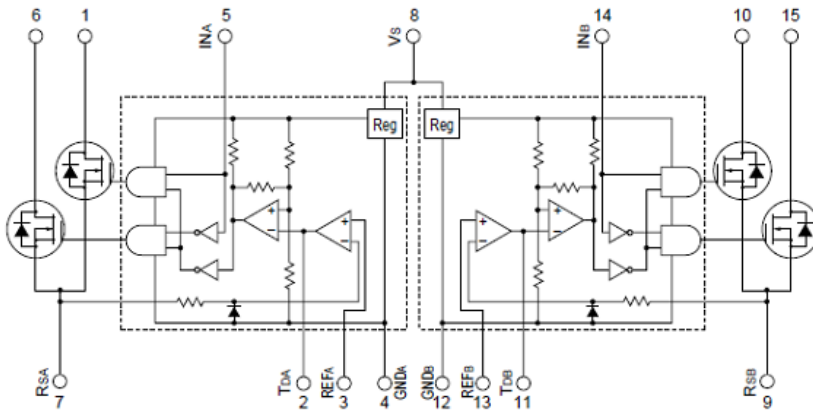 6 1 5 8 14 10 15
INA VS INB
Reg Reg
+ + + +
− − − −
RSA TDA REFA GNDA GNDB REFB TDB RSB
7 2 3 4 12 13 11 9